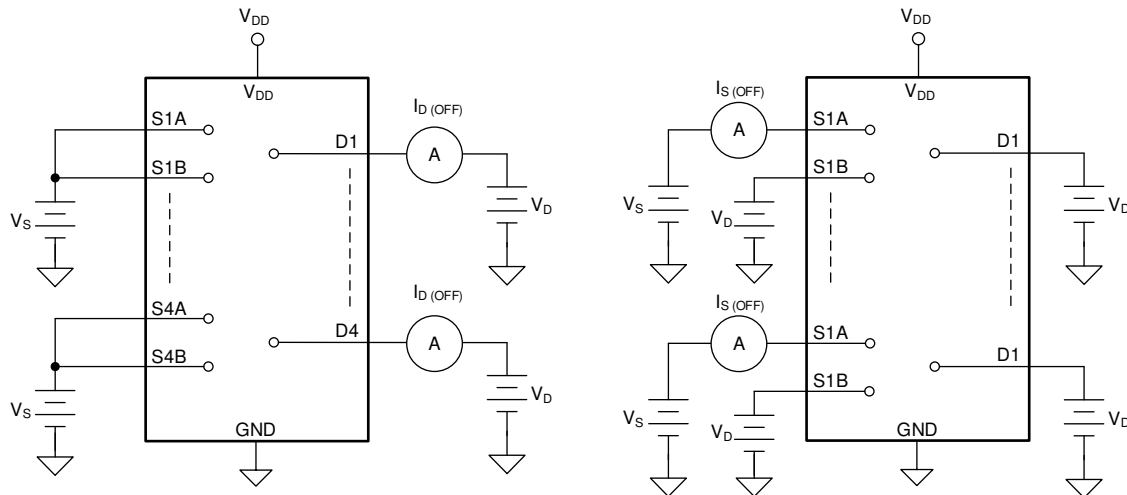 VDD
VDD
S1A
S1B
D1
ID (OFF)
A
VS
VD
S4A
S4B
D4
ID (OFF)
A
VS
VD
GND
VDD
VDD
IS (OFF)
A
S1A
S1B
D1
VS
VD
VD
IS (OFF)
A
S1A
S1B
D1
VS
VD
VD
GND